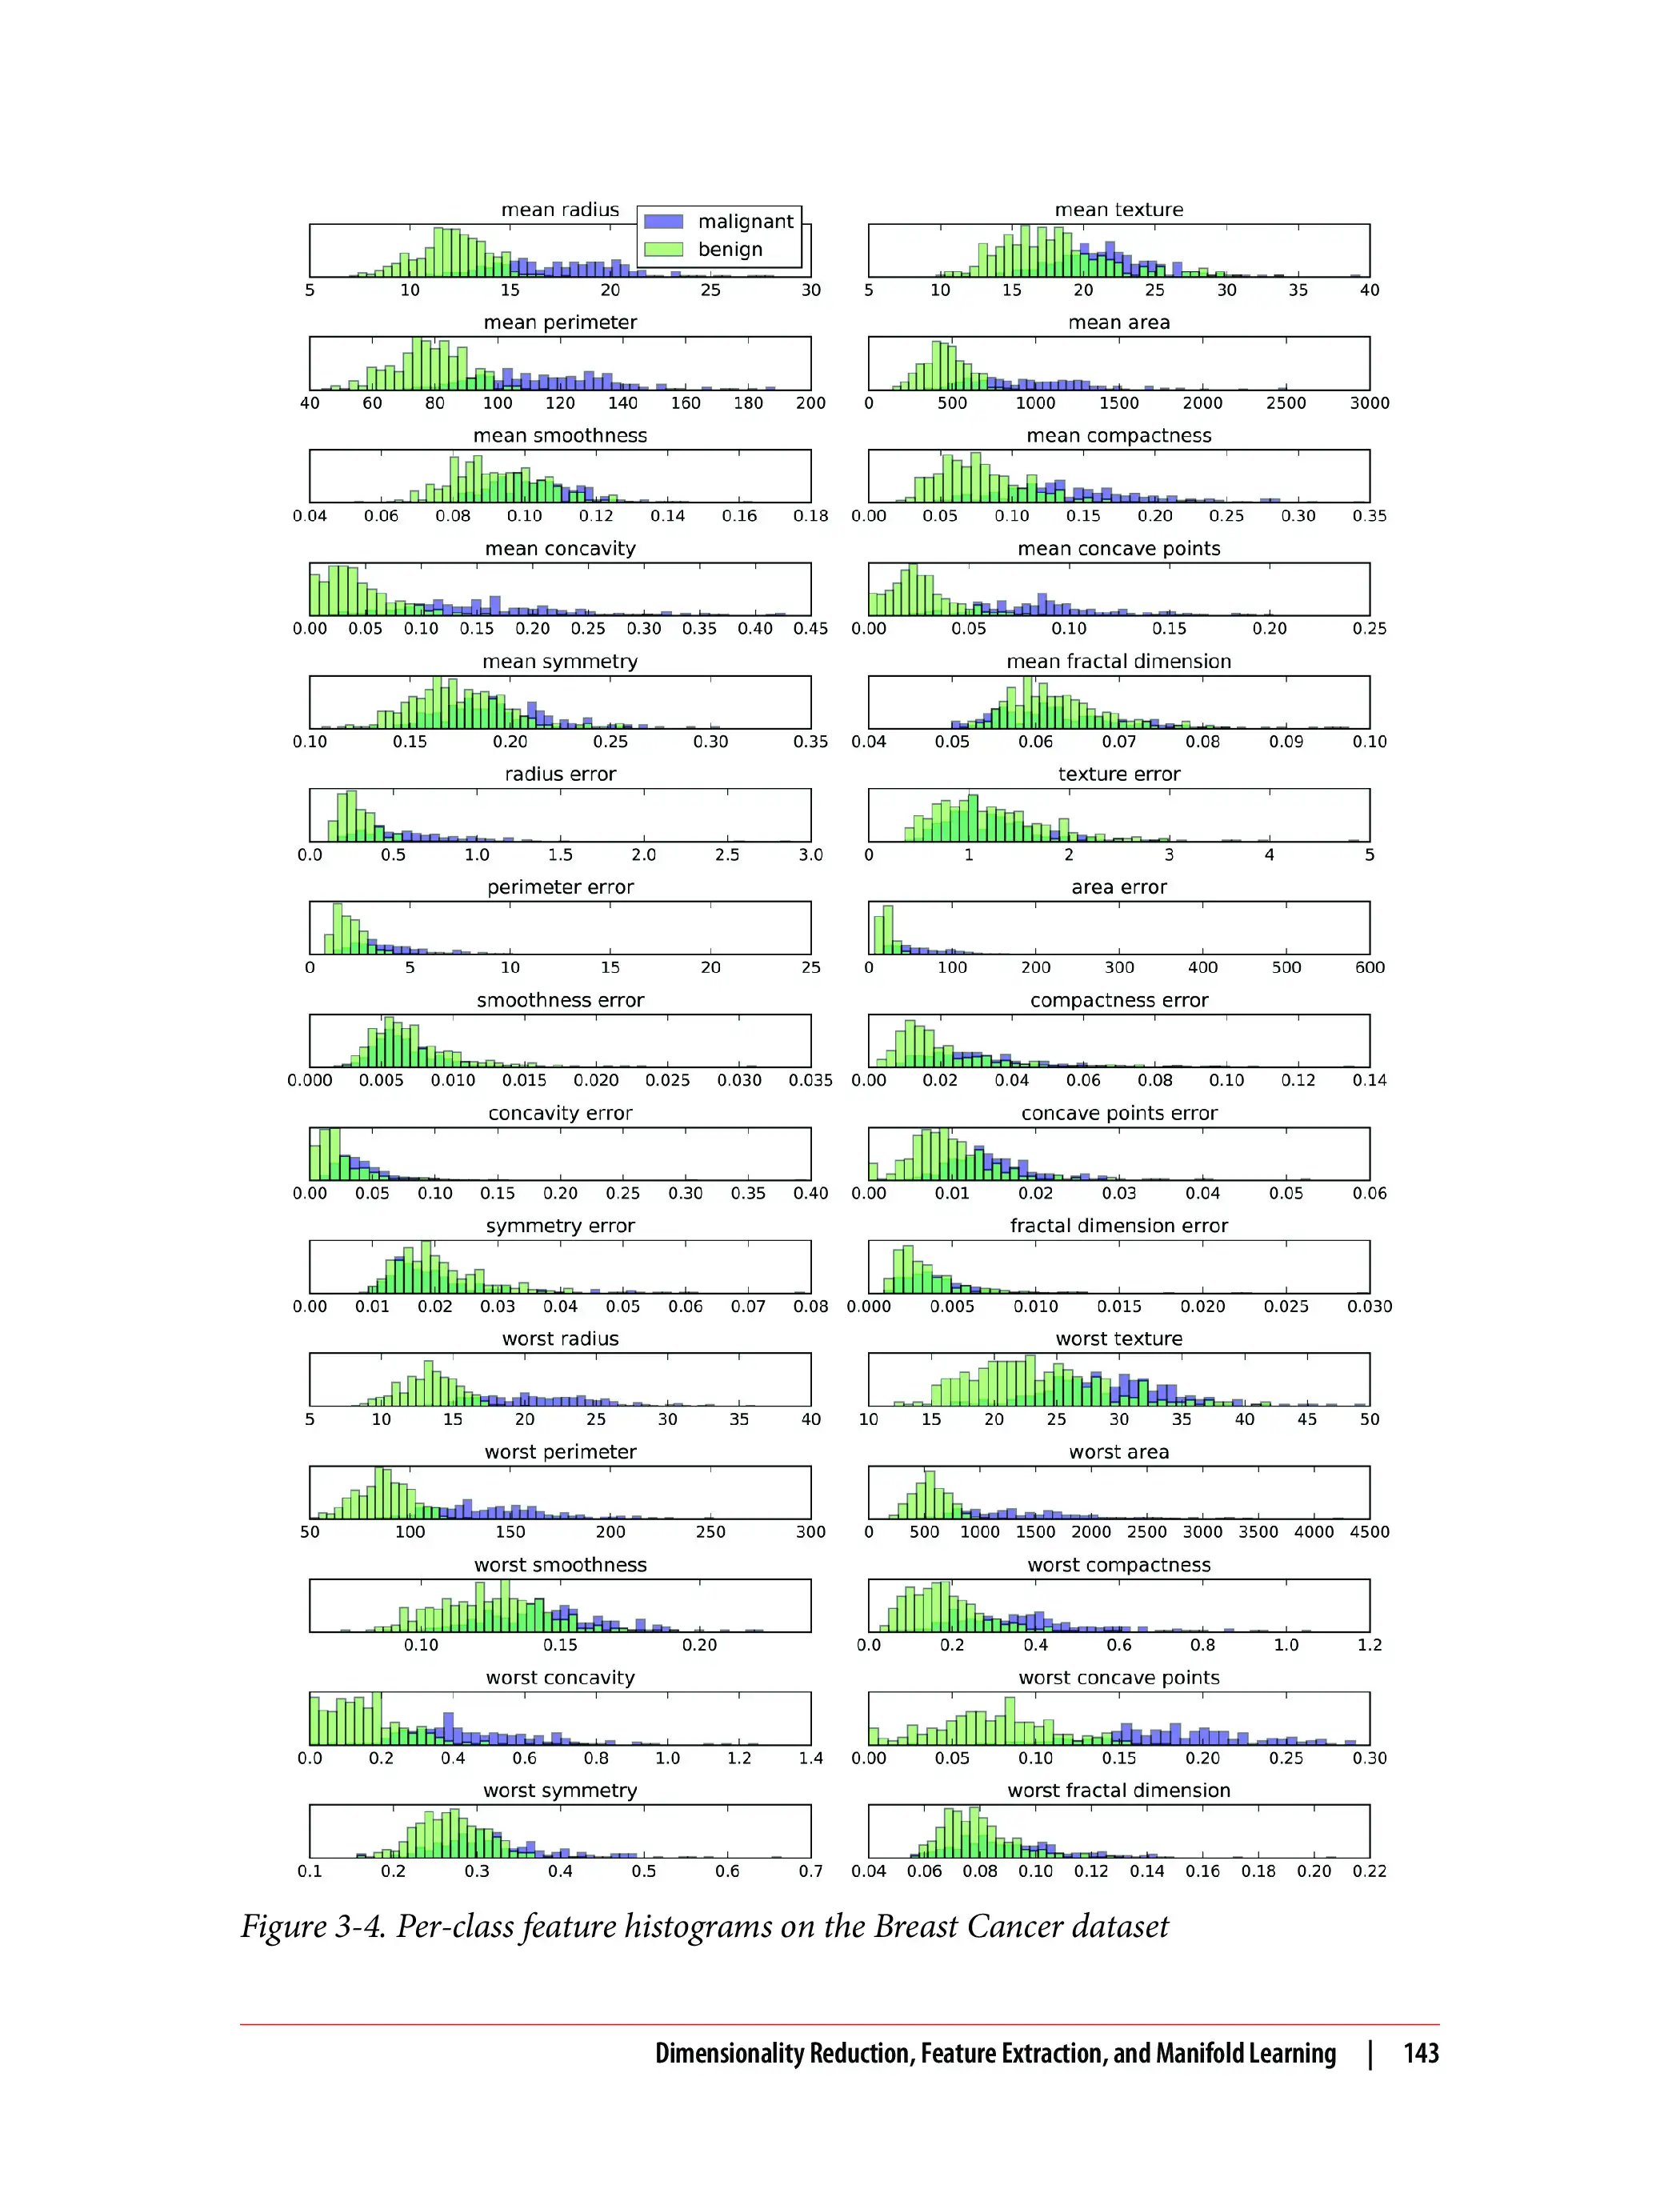 mean radius
malignant
benign
5 10 15 20 25 30
mean texture
5 10 15 20 25 30 35 40
mean perimeter
40 60 80 100 120 140 160 180 200
mean area
0 500 1000 1500 2000 2500 3000
mean smoothness
0.04 0.06 0.08 0.10 0.12 0.14 0.16 0.18
mean compactness
0.00 0.05 0.10 0.15 0.20 0.25 0.30 0.35
mean concavity
0.00 0.05 0.10 0.15 0.20 0.25 0.30 0.35 0.40 0.45
mean concave points
0.00 0.05 0.10 0.15 0.20 0.25
mean symmetry
0.10 0.15 0.20 0.25 0.30 0.35
mean fractal dimension
0.04 0.05 0.06 0.07 0.08 0.09 0.10
radius error
0.0 0.5 1.0 1.5 2.0 2.5 3.0
texture error
0 1 2 3 4 5
perimeter error
0 5 10 15 20 25
area error
0 100 200 300 400 500 600
smoothness error
0.000 0.005 0.010 0.015 0.020 0.025 0.030 0.035
compactness error
0.00 0.02 0.04 0.06 0.08 0.10 0.12 0.14
concavity error
0.00 0.05 0.10 0.15 0.20 0.25 0.30 0.35 0.40
concave points error
0.00 0.01 0.02 0.03 0.04 0.05 0.06
symmetry error
0.00 0.01 0.02 0.03 0.04 0.05 0.06 0.07 0.08
fractal dimension error
0.000 0.005 0.010 0.015 0.020 0.025 0.030
worst radius
5 10 15 20 25 30 35 40
worst texture
10 15 20 25 30 35 40 45 50
worst perimeter
50 100 150 200 250 300
worst area
0 500 1000 1500 2000 2500 3000 3500 4000 4500
worst smoothness
0.10 0.15 0.20
worst compactness
0.0 0.2 0.4 0.6 0.8 1.0 1.2
worst concavity
0.0 0.2 0.4 0.6 0.8 1.0 1.2 1.4
worst concave points
0.00 0.05 0.10 0.15 0.20 0.25 0.30
worst symmetry
0.1 0.2 0.3 0.4 0.5 0.6 0.7
worst fractal dimension
0.04 0.06 0.08 0.10 0.12 0.14 0.16 0.18 0.20 0.22
Figure 3-4. Per-class feature histograms on the Breast Cancer dataset
Dimensionality Reduction, Feature Extraction, and Manifold Learning | 143